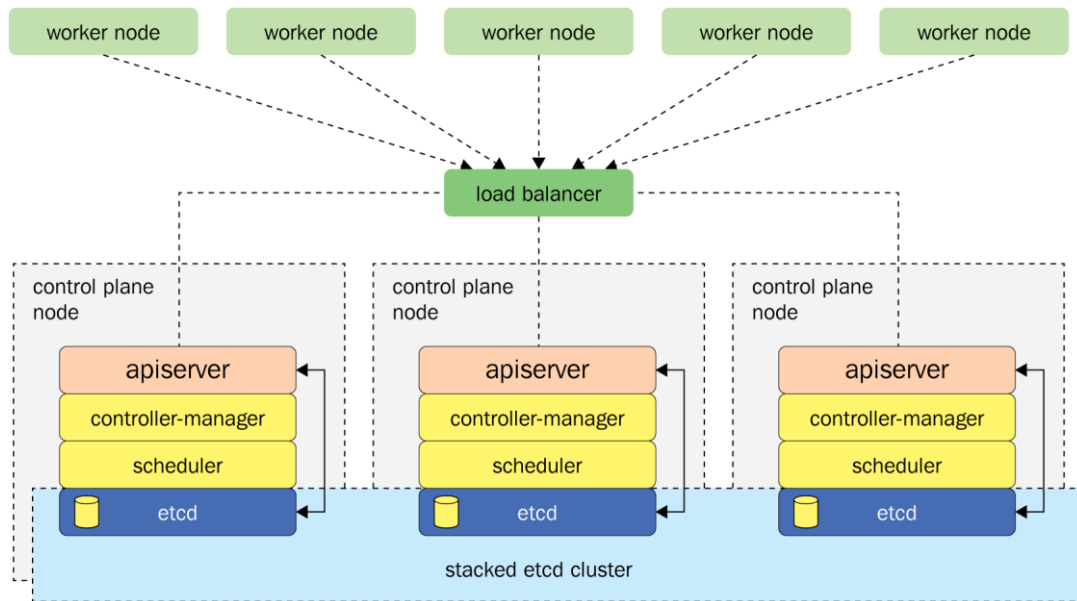 worker node
worker node
worker node
worker node
worker node
load balancer
control plane
node
control plane
node
control plane
node
apiserver
controller-manager
scheduler
etcd
apiserver
controller-manager
scheduler
etcd
apiserver
controller-manager
scheduler
etcd
stacked etcd cluster